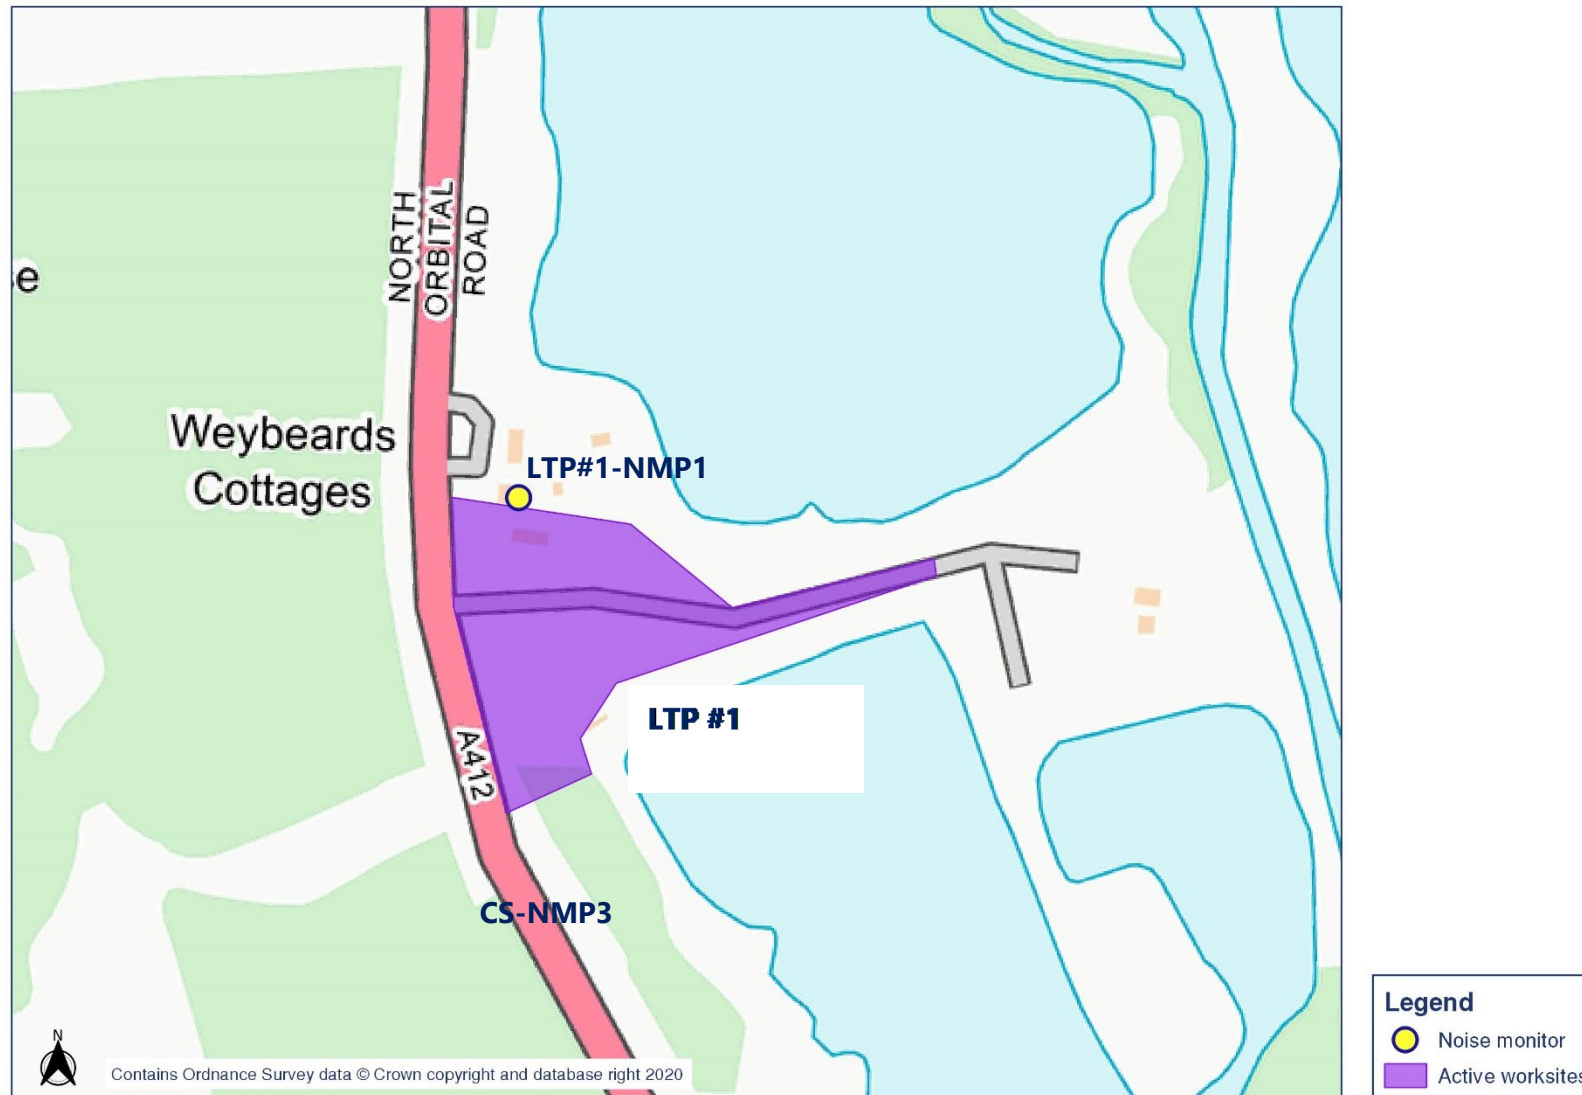 NORTH
ORBITAL
ROAD
e
Weybeards
Cottages
LTP#1-NMP1
LTP #1
A412
CS-NMP3
N
Contains Ordnance Survey data © Crown copyright and database right 2020
Legend
Noise monitor
Active worksites